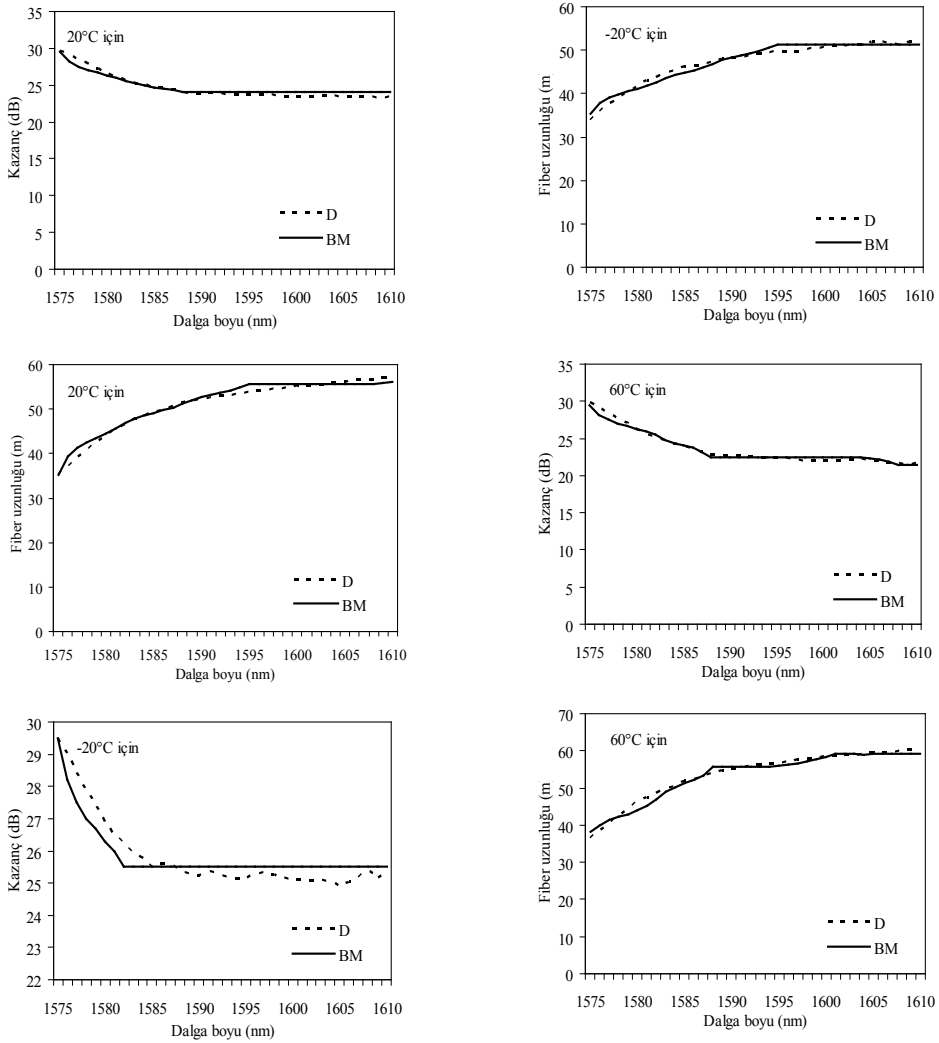 35
30
25
20
15
10
5
0
Kazanç (dB)
20°C için
D
BM
1575 1580 1585 1590 1595 1600 1605 1610
Dalga boyu (nm)
60
50
40
30
20
10
0
Fiber uzunluğu (m
-20°C için
D
BM
1575 1580 1585 1590 1595 1600 1605 1610
Dalga boyu (nm)
60
50
40
30
20
10
0
Fiber uzunluğu (m)
20°C için
D
BM
1575 1580 1585 1590 1595 1600 1605 1610
Dalga boyu (nm)
35
30
25
20
15
10
5
0
Kazanç (dB)
60°C için
D
BM
1575 1580 1585 1590 1595 1600 1605 1610
Dalga boyu (nm)
30
29
28
27
26
25
24
23
22
Kazanç (dB)
-20°C için
D
BM
1575 1580 1585 1590 1595 1600 1605 1610
Dalga boyu (nm)
70
60
50
40
30
20
10
0
Fiber uzunluğu (m
60°C için
D
BM
1575 1580 1585 1590 1595 1600 1605 1610
Dalga boyu (nm)